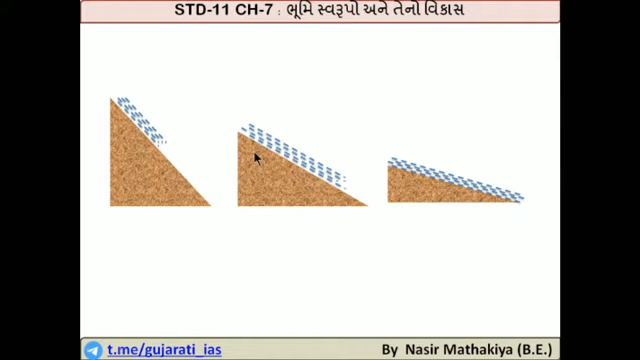 STD-11 CH-7 : ભૂમિ સ્વરૂપો અને તેનો વિકાસ
t.me/gujarati_ias
By Nasir Mathakiya (B.E.)